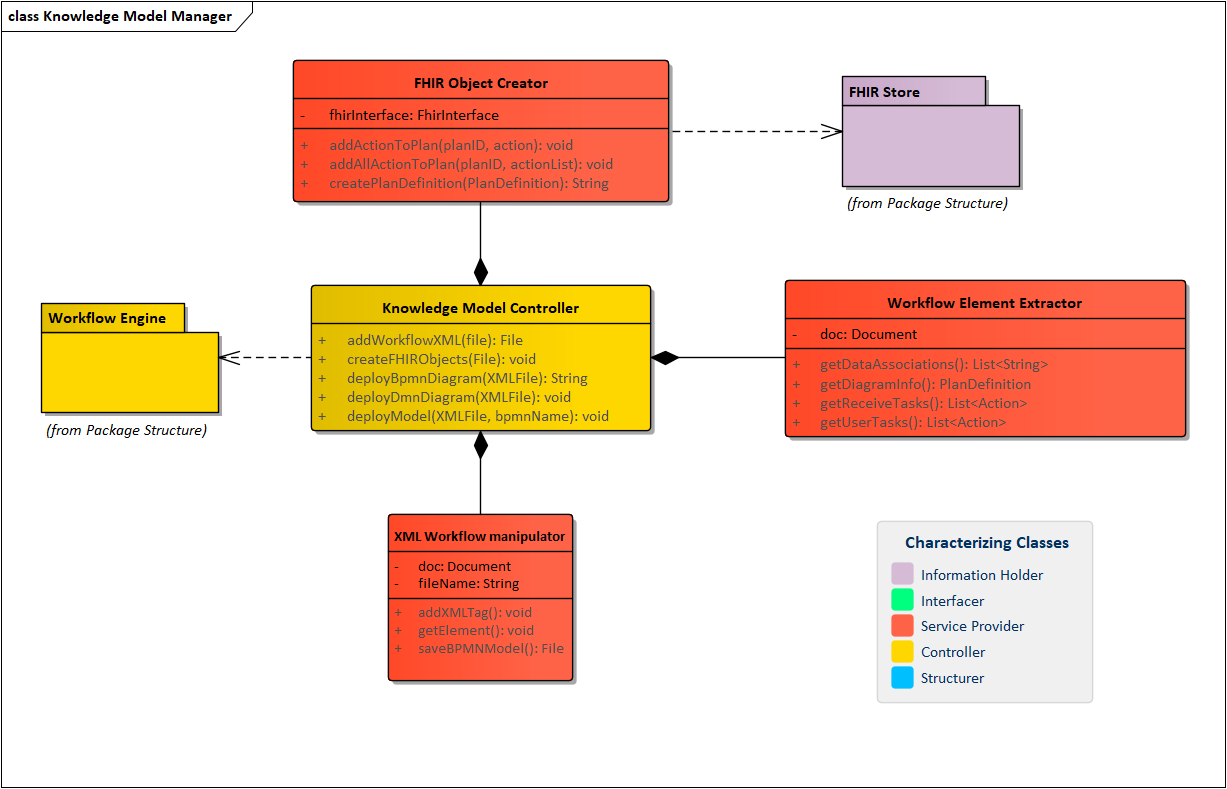 class Knowledge Model Manager
FHIR Object Creator
- fhirInterface: FhirInterface
+ addActionToPlan(planID, action): void
+ addAllActionToPlan(planID, actionList): void
+ createPlanDefinition(PlanDefinition): String
FHIR Store
(from Package Structure)
Workflow Engine
(from Package Structure)
Knowledge Model Controller
+ addWorkflowXML(file): File
+ createFHIRObjects(File): void
+ deployBpmnDiagram(XMLFile): String
+ deployDmnDiagram(XMLFile): void
+ deployModel(XMLFile, bpmnName): void
Workflow Element Extractor
- doc: Document
+ getDataAssociations(): List<String>
+ getDiagramInfo(): PlanDefinition
+ getReceiveTasks(): List<Action>
+ getUserTasks(): List<Action>
XML Workflow manipulator
- doc: Document
- fileName: String
+ addXMLTag(): void
+ getElement(): void
+ saveBPMNModel(): File
Characterizing Classes
Information Holder
Interfacer
Service Provider
Controller
Structurer